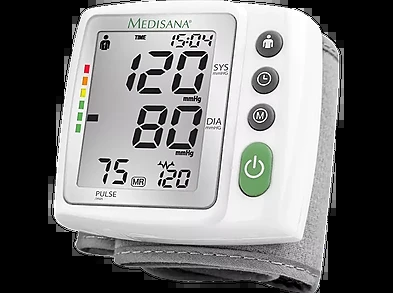 MEDISANA®
TIME 15:04
120 SYS mmHg
mmHg
80 DIA mmHg
mmHg
M
75 MR 120
PULSE